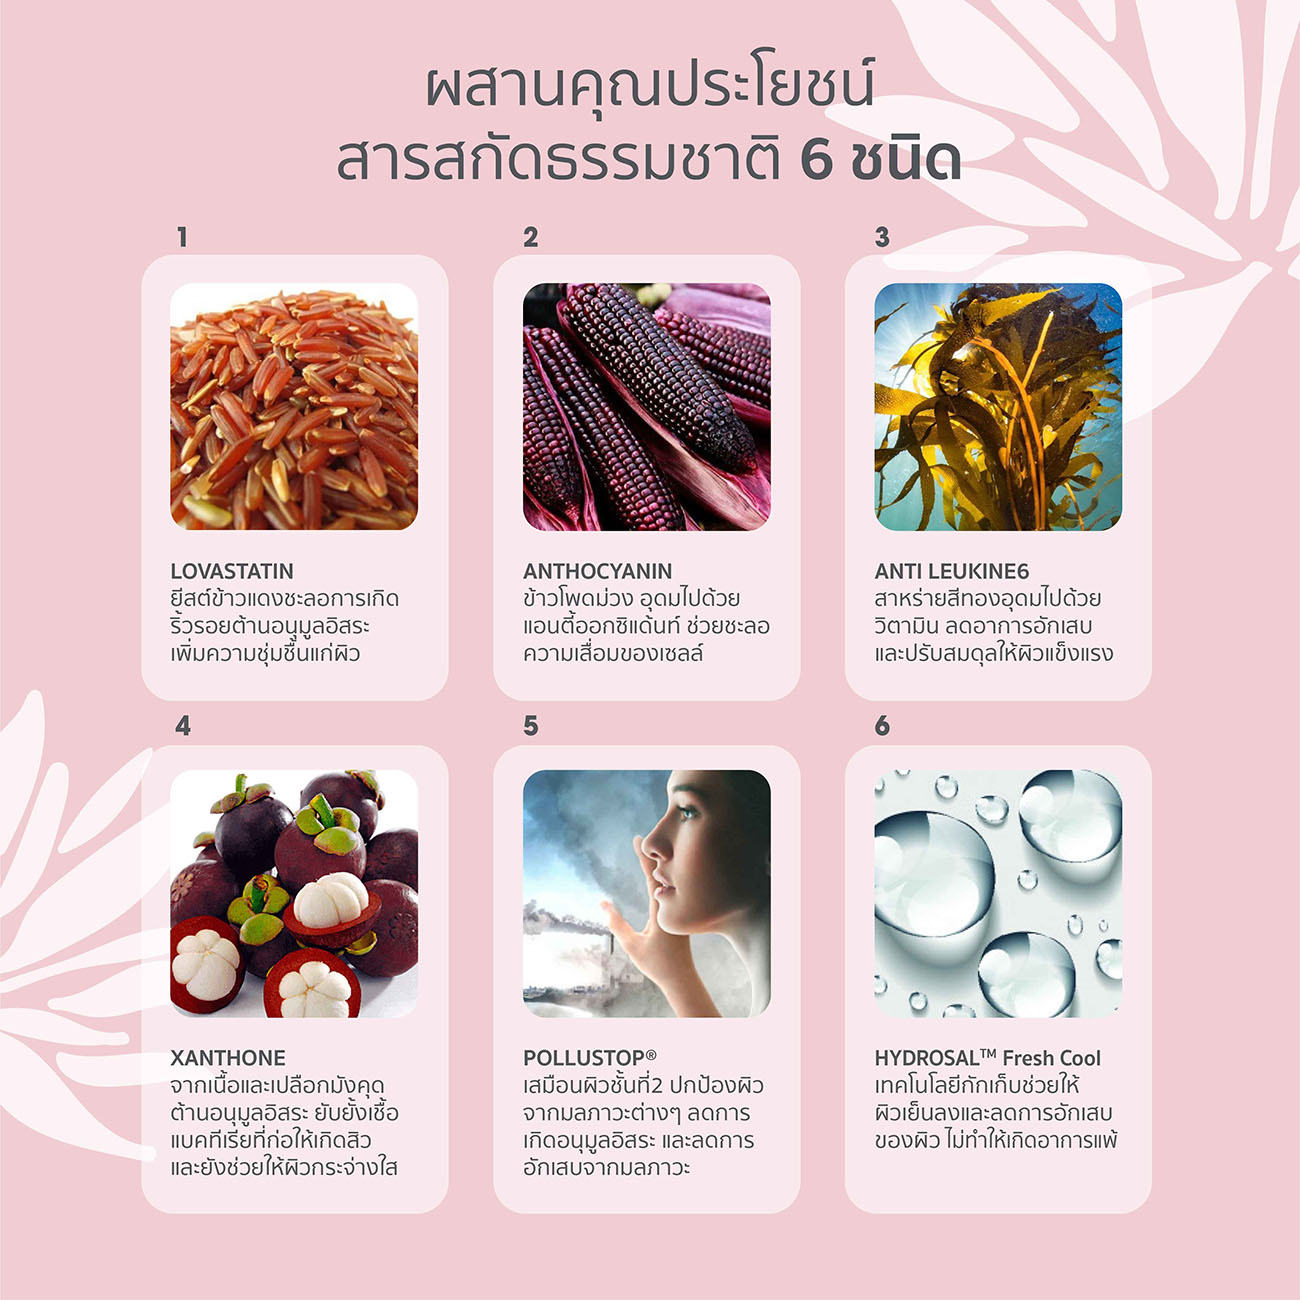 ผสานคุณประโยชน์
สารสกัดธรรมชาติ 6 ชนิด
1
LOVASTATIN
ยีสต์ข้าวแดงชะลอการเกิด
ริ้วรอยต้านอนุมูลอิสระ
เพิ่มความชุ่มชื้นแก่ผิว
2
ANTHOCYANIN
ข้าวโพดม่วง อุดมไปด้วย
แอนตี้ออกซิแด้นท์ ช่วยชะลอ
ความเสื่อมของเซลล์
3
ANTI LEUKINE6
สาหร่ายสีทองอุดมไปด้วย
วิตามิน ลดอาการอักเสบ
และปรับสมดุลให้ผิวแข็งแรง
4
XANTHONE
จากเนื้อและเปลือกมังคุด
ต้านอนุมูลอิสระ ยับยั้งเชื้อ
แบคทีเรียที่ก่อให้เกิดสิว
และยังช่วยให้ผิวกระจ่างใส
5
POLLUSTOP®
เสมือนผิวชั้นที่2 ปกป้องผิว
จากมลภาวะต่างๆ ลดการ
เกิดอนุมูลอิสระ และลดการ
อักเสบจากมลภาวะ
6
HYDROSAL™ Fresh Cool
เทคโนโลยีกักเก็บช่วยให้
ผิวเย็นลงและลดการอักเสบ
ของผิว ไม่ทำให้เกิดอาการแพ้